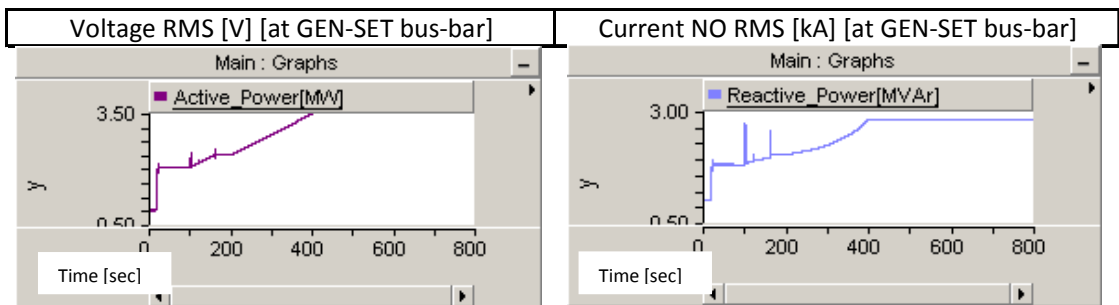 Voltage RMS [V] [at GEN-SET bus-bar]
Current NO RMS [kA] [at GEN-SET bus-bar]
Main : Graphs
Active_Power[MW]
3.50
y
0.50
0 200 400 600 800
Time [sec]
Main : Graphs
Reactive_Power[MVAr]
3.00
y
0.50
0 200 400 600 800
Time [sec]